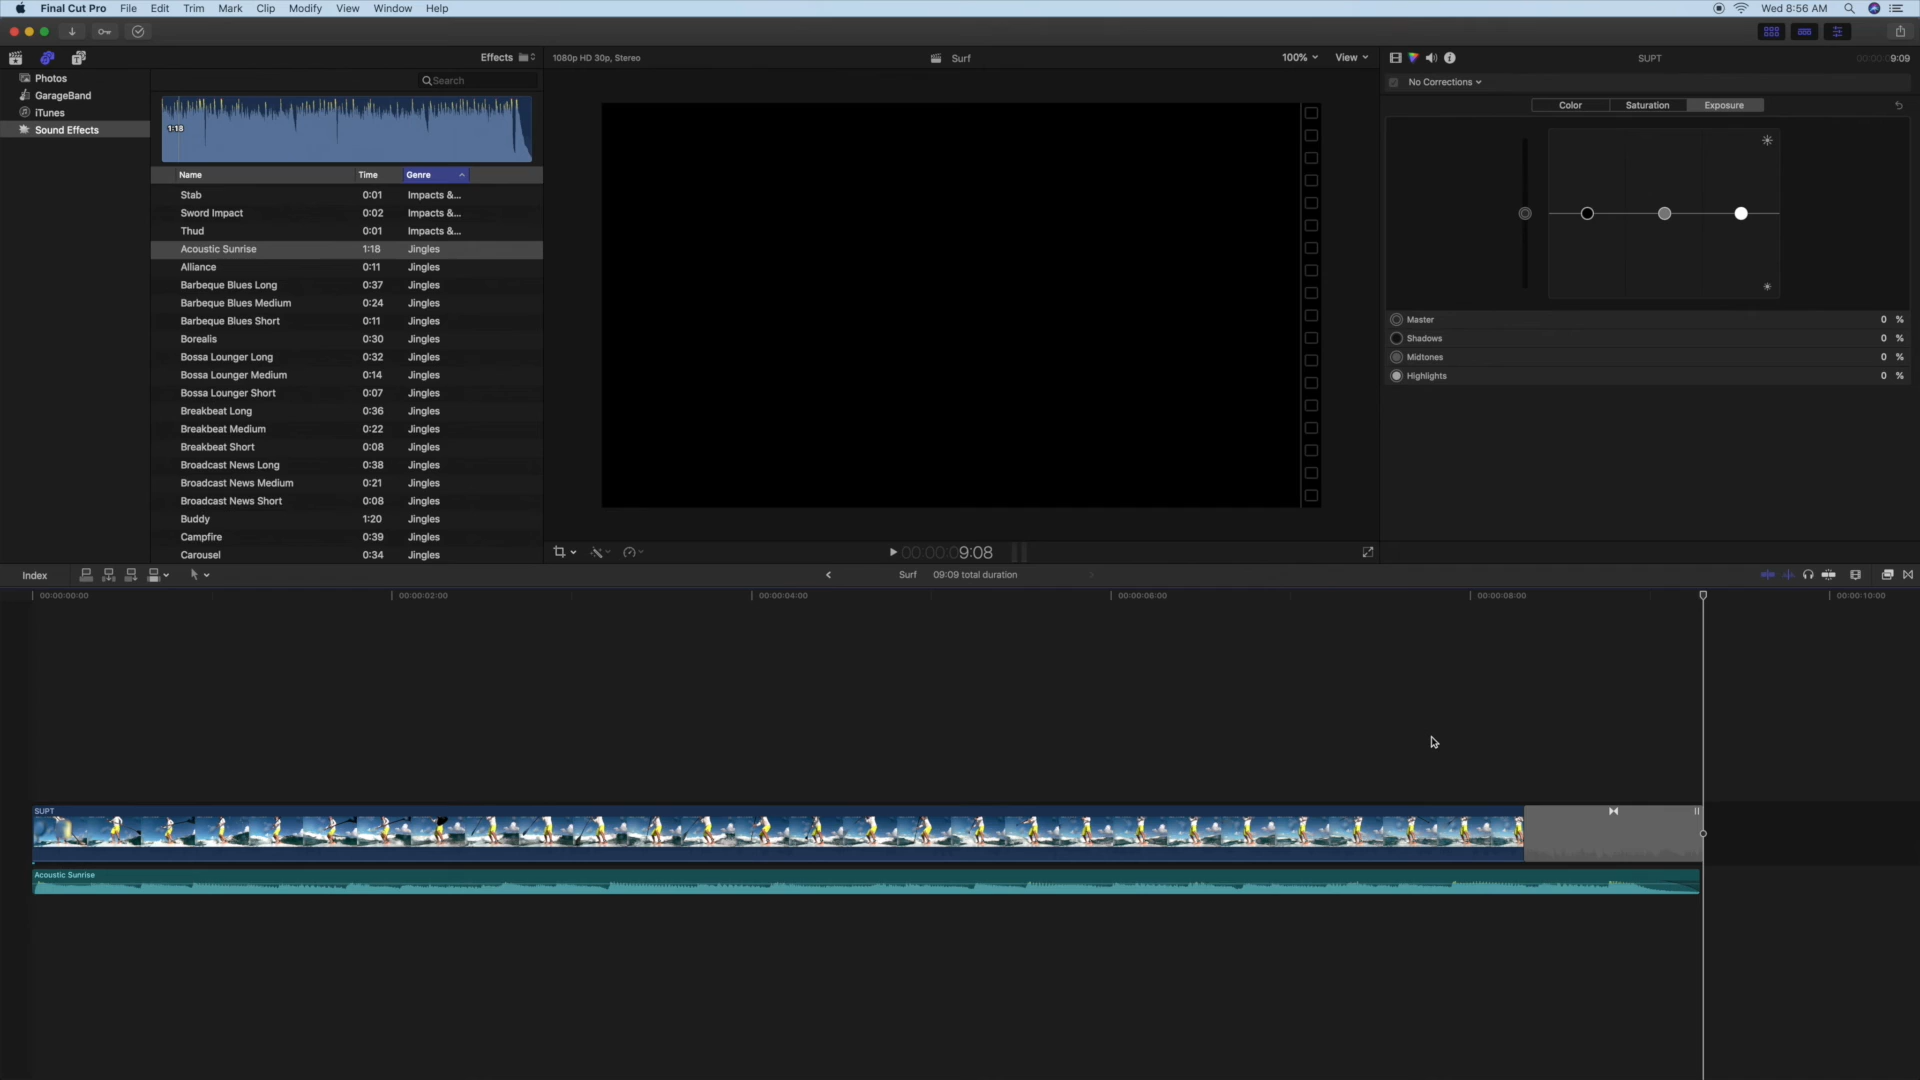 Final Cut Pro File Edit Trim Mark Clip Modify View Window Help Wed 8:56 AM
Effects
1080p HD 30p, Stereo
Surf
100%
View
SUPT
00:00:09:09
Photos
GarageBand
iTunes
Sound Effects
Search
1:18
No Corrections
Color Saturation Exposure
Name Time Genre
Stab 0:01 Impacts &...
Sword Impact 0:02 Impacts &...
Thud 0:01 Impacts &...
Acoustic Sunrise 1:18 Jingles
Alliance 0:11 Jingles
Barbeque Blues Long 0:37 Jingles
Barbeque Blues Medium 0:24 Jingles
Barbeque Blues Short 0:11 Jingles
Borealis 0:30 Jingles
Bossa Lounger Long 0:32 Jingles
Bossa Lounger Medium 0:14 Jingles
Bossa Lounger Short 0:07 Jingles
Breakbeat Long 0:36 Jingles
Breakbeat Medium 0:22 Jingles
Breakbeat Short 0:08 Jingles
Broadcast News Long 0:38 Jingles
Broadcast News Medium 0:21 Jingles
Broadcast News Short 0:08 Jingles
Buddy 1:20 Jingles
Campfire 0:39 Jingles
Carousel 0:34 Jingles
Master 0 %
Shadows 0 %
Midtones 0 %
Highlights 0 %
00:00:09:08
Index
Surf 09:09 total duration
00:00:00:00 00:00:02:00 00:00:04:00 00:00:06:00 00:00:08:00 00:00:10:00
SUPT
Acoustic Sunrise